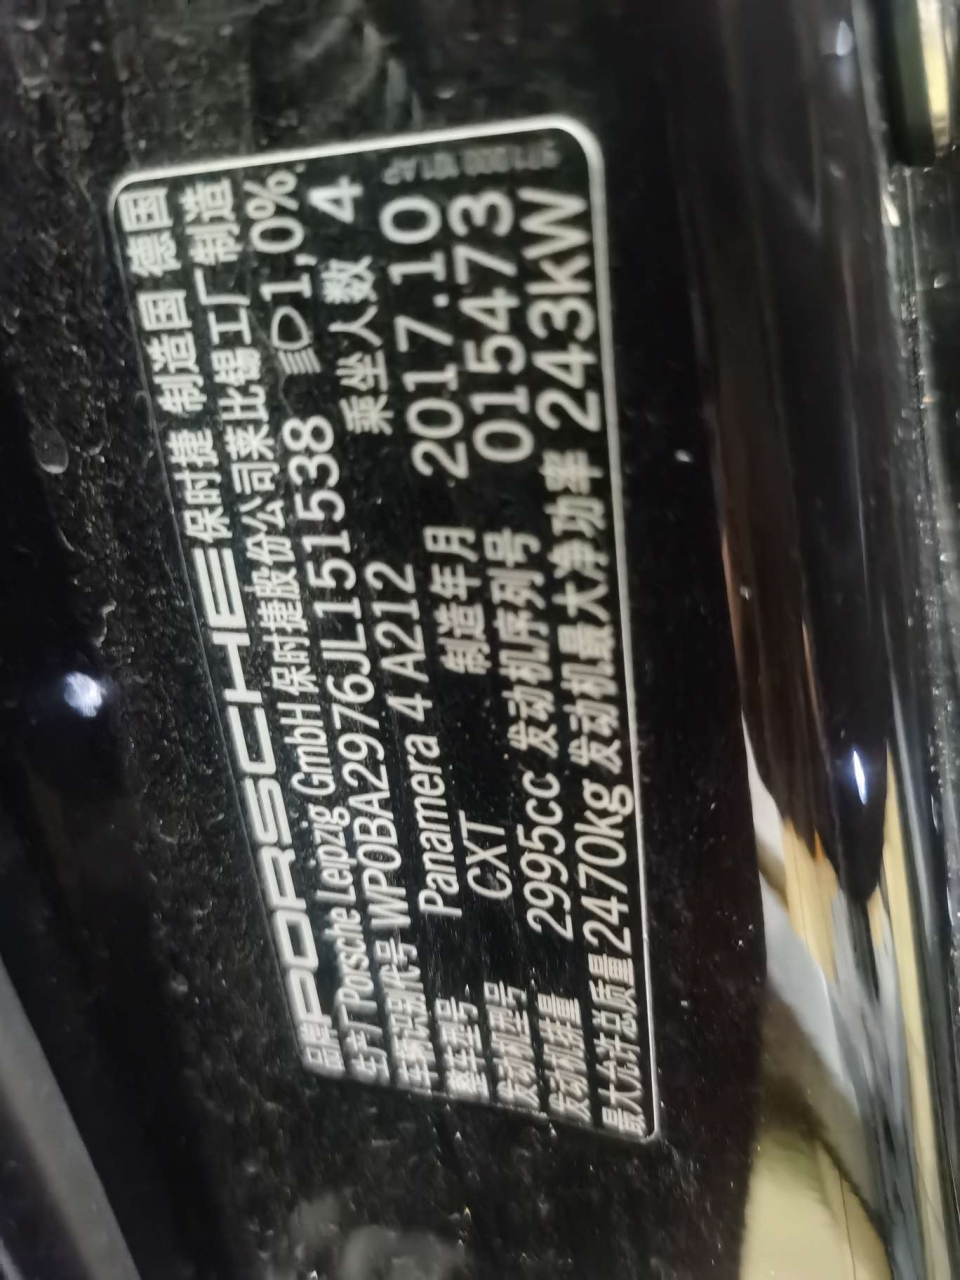 品牌 PORSCHE 保时捷 制造国 德国
生产厂 Porsche Leipzig GmbH 保时捷股份公司莱比锡工厂制造
车辆识别代号 WP0BA2976JL151538 1,0%
整车型号 Panamera 4 A212 乘坐人数 4
发动机型号 CXT 制造年月 2017.10
发动机排量 2995cc 发动机序列号 015473
最大允许总质量 2470kg 发动机最大净功率 243kW